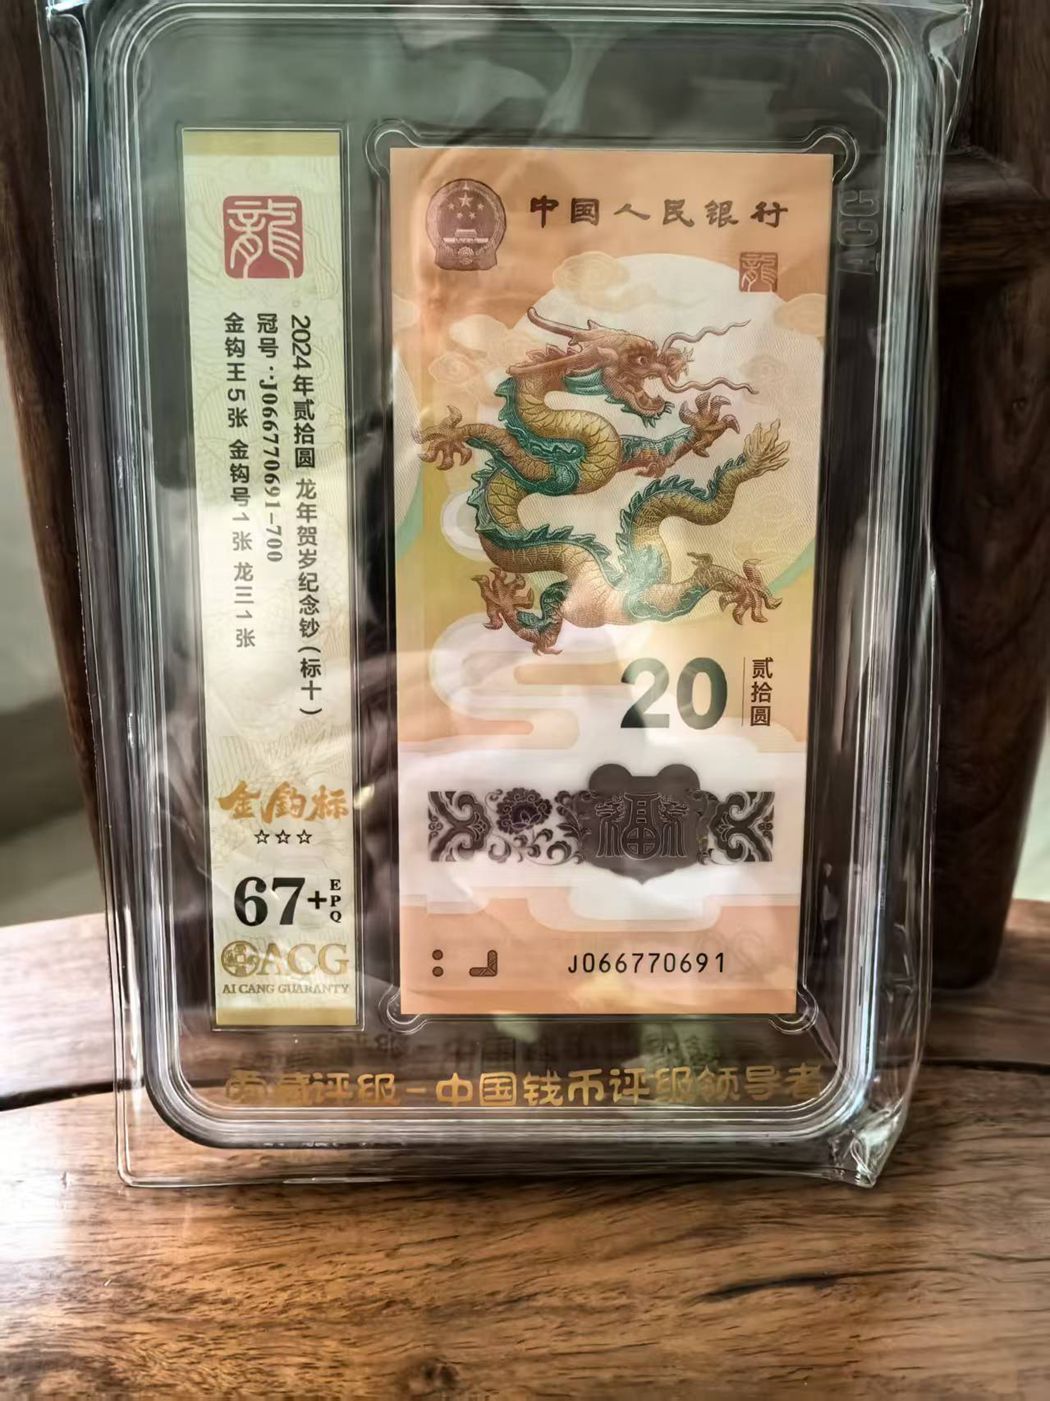 龍
2024年贰拾圆 龙年贺岁纪念钞(标十)
冠号:J066770691-700
金钩王5张 金钩号1张 龙三1张
金钩标
67+
EPQ
ACG
AI CANG GUARANTY
中国人民银行
龍
20
贰拾圆
福
J066770691
爱藏评级-中国钱币评级领导者